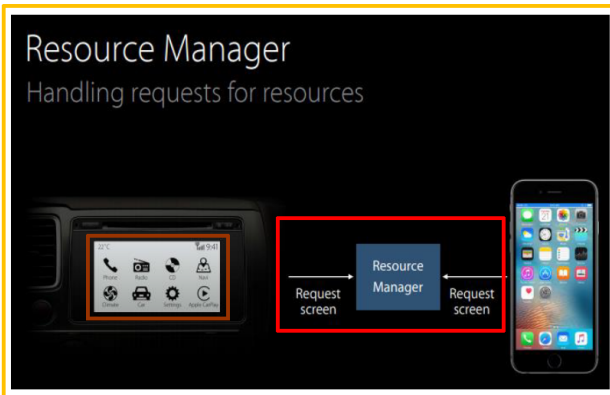 Resource Manager
Handling requests for resources
22°C
9:41
Phone
Radio
CD
Navi
Climate
Car
Settings
Apple CarPlay
Resource
Manager
Request
screen
Request
screen